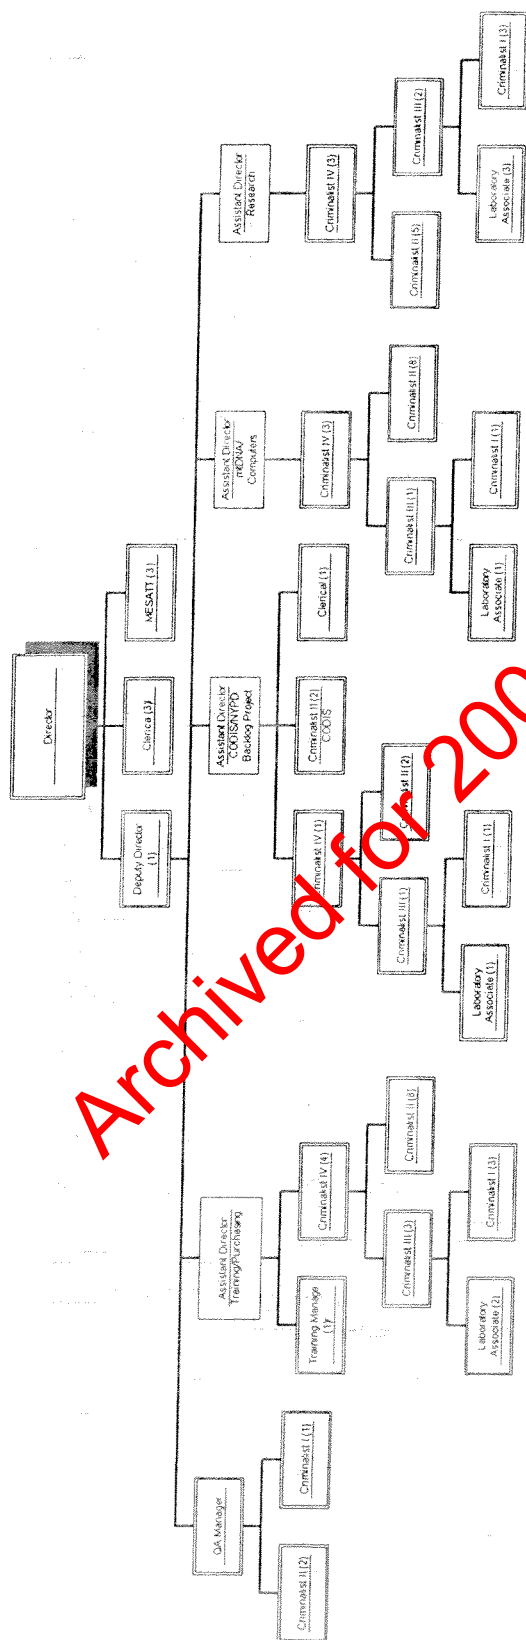 Director
Deputy Director
(1)
Clerica (3)
MESATT (3)
QA Manager
Assistant Director
Training/Purchasing
Assistant Director
CODIS/NYPD
Backlog Project
Assistant Director
mtDNA/
Computers
Assistant Director
Research
Criminalist II (2)
Criminalist I (1)
Training Manage
(1)
Criminalist IV (4)
Criminalist IV (1)
Criminalist II (2)
CODIS
Clerical (1)
Criminalist IV (3)
Criminalist IV (3)
Criminalist III (3)
Criminalist II (8)
Criminalist III (1)
Criminalist II (2)
Criminalist III (1)
Criminalist II (8)
Criminalist II (5)
Criminalist III (2)
Laboratory
Associate (2)
Criminalist I (3)
Laboratory
Associate (1)
Criminalist I (1)
Laboratory
Associate (1)
Criminalist I (1)
Laboratory
Associate (3)
Criminalist I (3)
Archived for 200